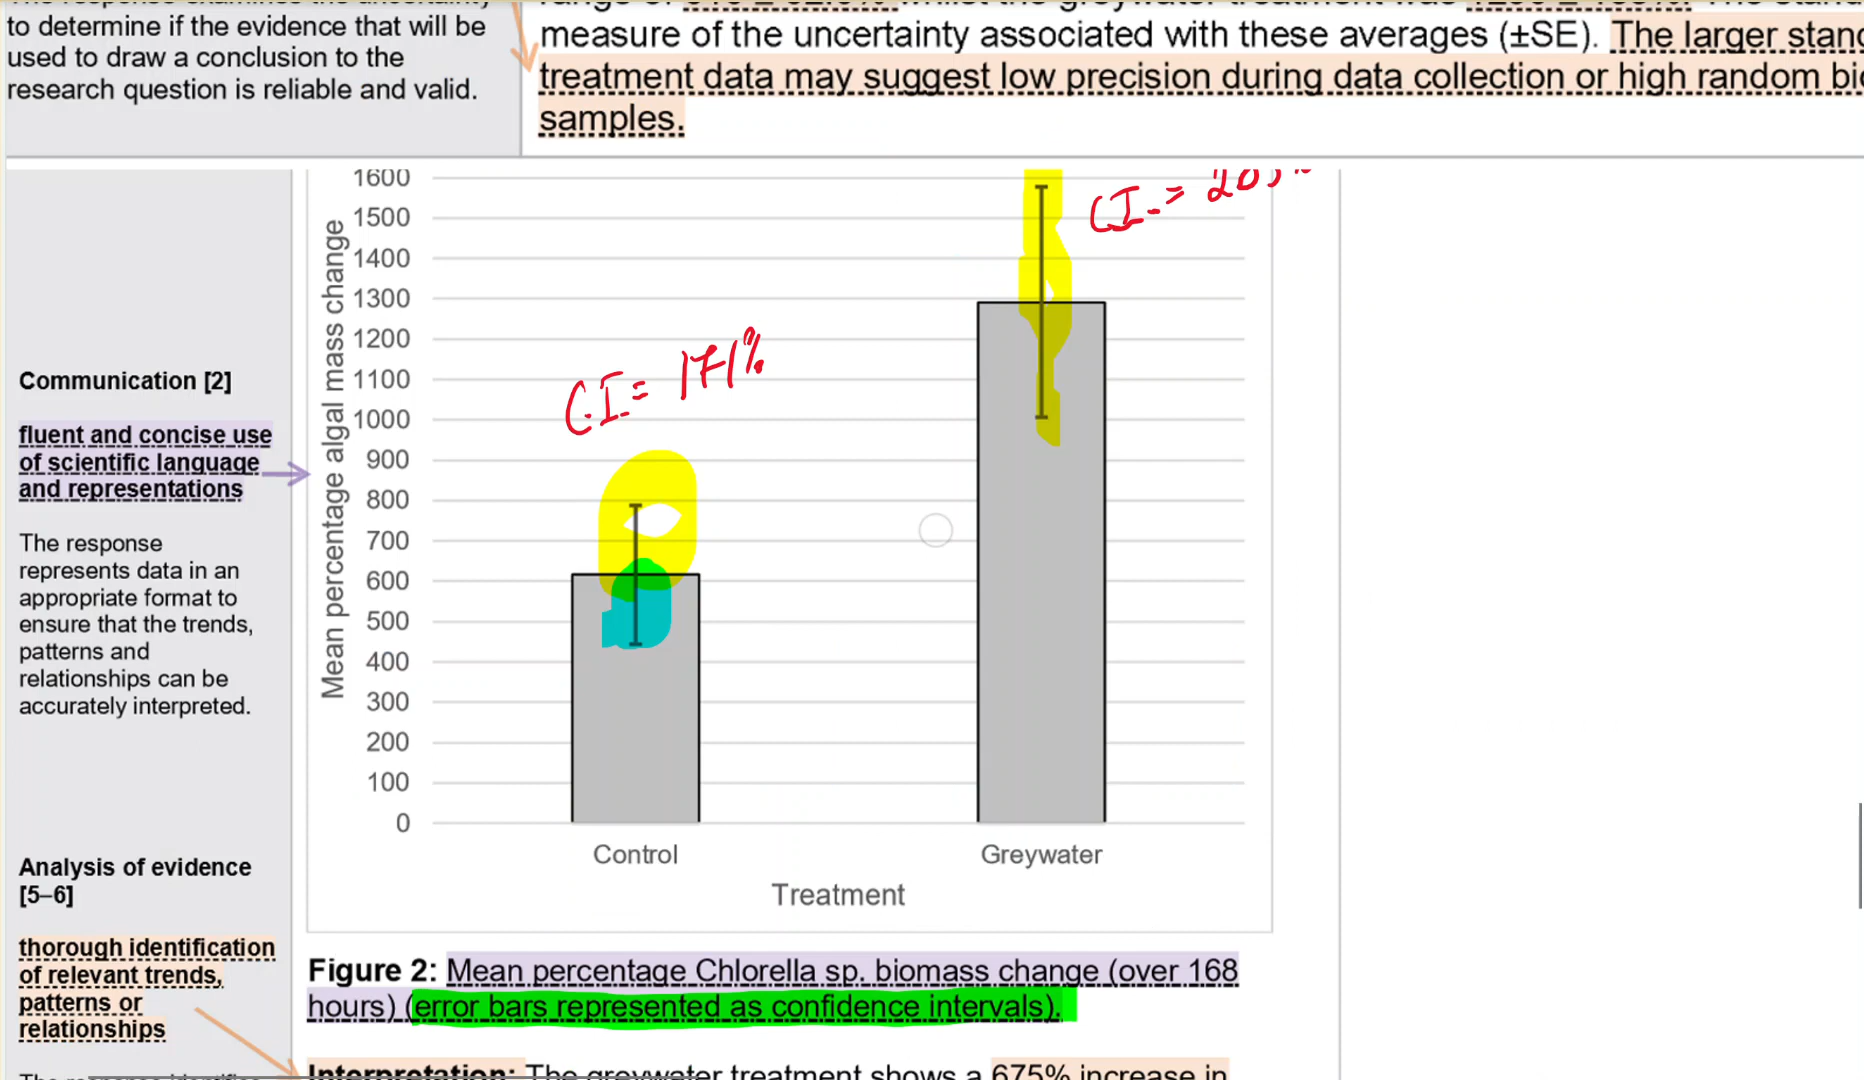 to determine if the evidence that will be
used to draw a conclusion to the
research question is reliable and valid.
measure of the uncertainty associated with these averages (±SE). The larger stand
treatment data may suggest low precision during data collection or high random bio
samples.
Communication [2]
fluent and concise use
of scientific language
and representations
The response
represents data in an
appropriate format to
ensure that the trends,
patterns and
relationships can be
accurately interpreted.
Analysis of evidence
[5–6]
thorough identification
of relevant trends,
patterns or
relationships
Mean percentage algal mass change
1600
1500
1400
1300
1200
1100
1000
900
800
700
600
500
400
300
200
100
0
C.I.= 171%
C.I.=
Control
Greywater
Treatment
Figure 2: Mean percentage Chlorella sp. biomass change (over 168
hours) (error bars represented as confidence intervals).
Interpretation: The greywater treatment shows a 675% increase in